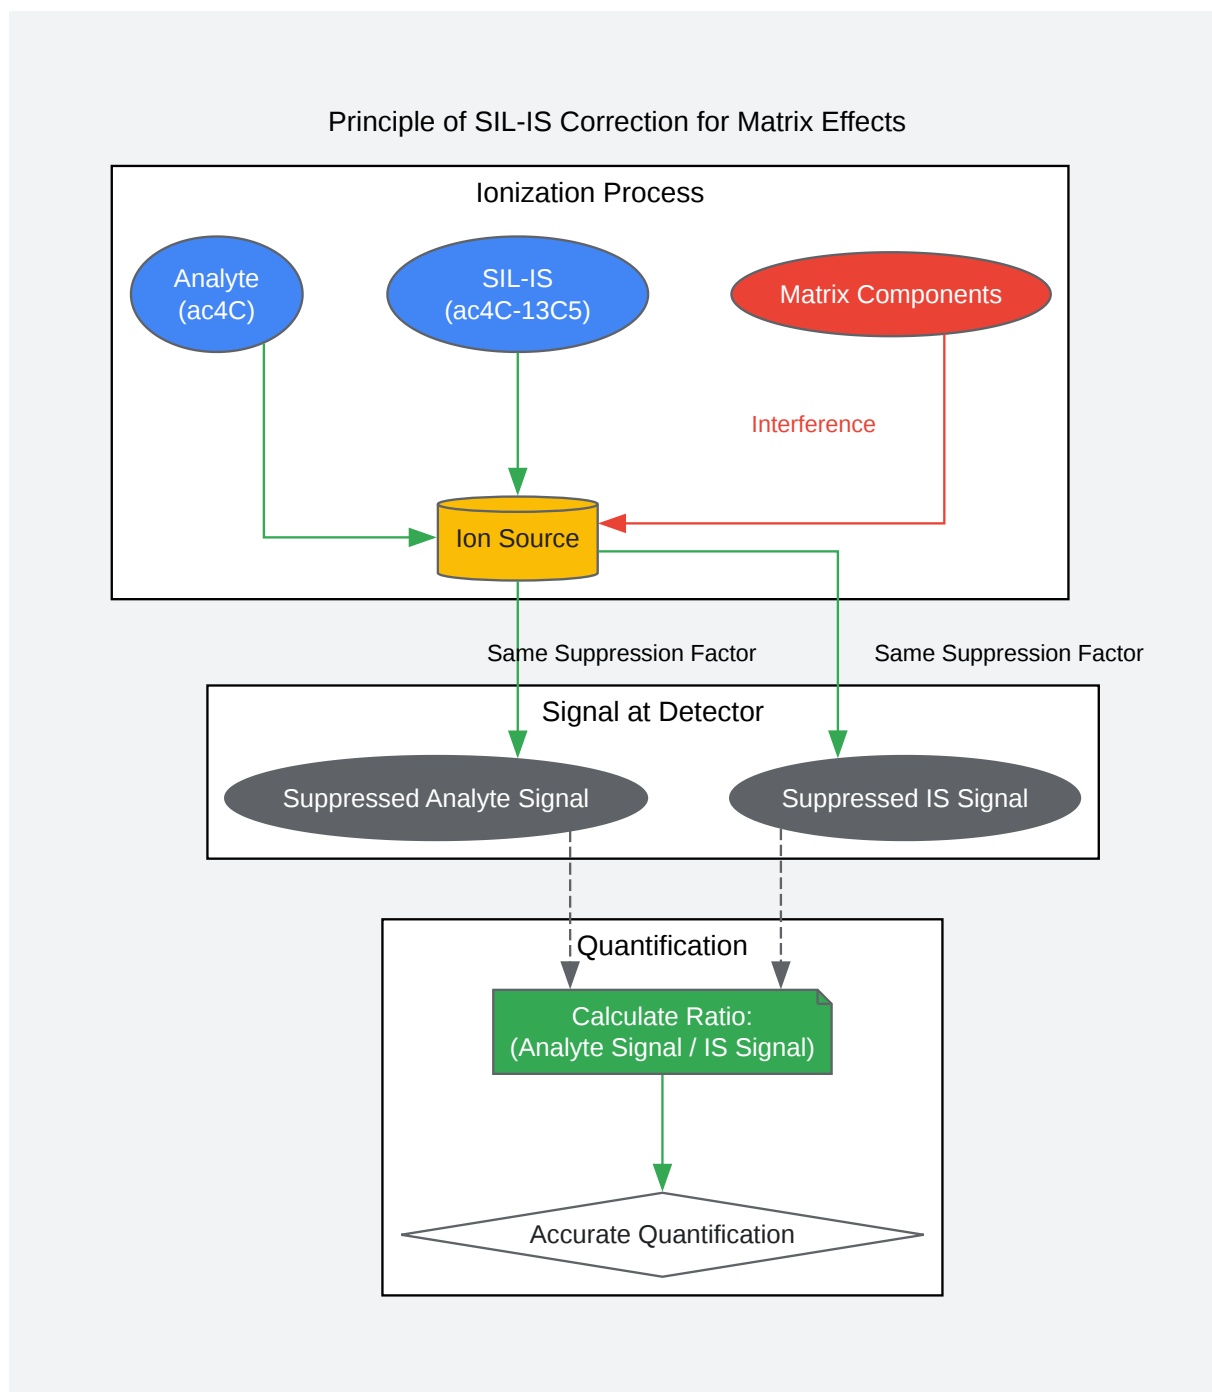 Principle of SIL-IS Correction for Matrix Effects
Ionization Process
Analyte
(ac4C)
SIL-IS
(ac4C-13C5)
Matrix Components
Interference
Ion Source
Same Suppression Factor
Same Suppression Factor
Signal at Detector
Suppressed Analyte Signal
Suppressed IS Signal
Quantification
Calculate Ratio:
(Analyte Signal / IS Signal)
Accurate Quantification